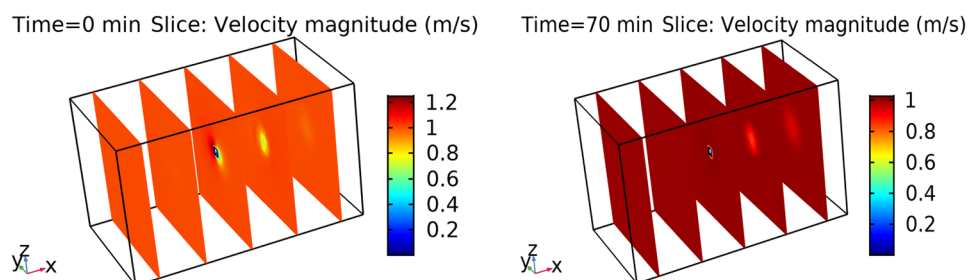 Time=0 min Slice: Velocity magnitude (m/s)
1.2
1
0.8
0.6
0.4
0.2
z
y
x
Time=70 min Slice: Velocity magnitude (m/s)
1
0.8
0.6
0.4
0.2
z
y
x